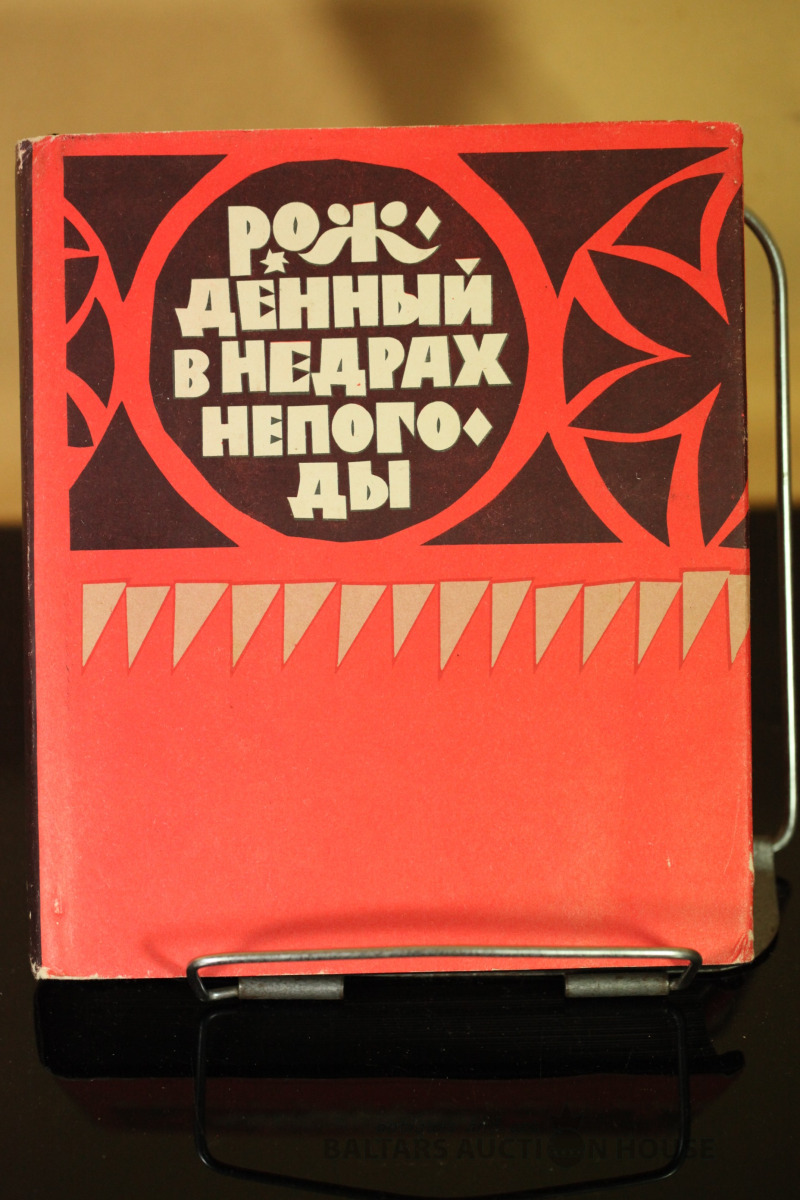 РОЖ-
ДЕННЫЙ
В НЕДРАХ
НЕПОГО-
ДЫ
BALTARS AUCTION HOUSE